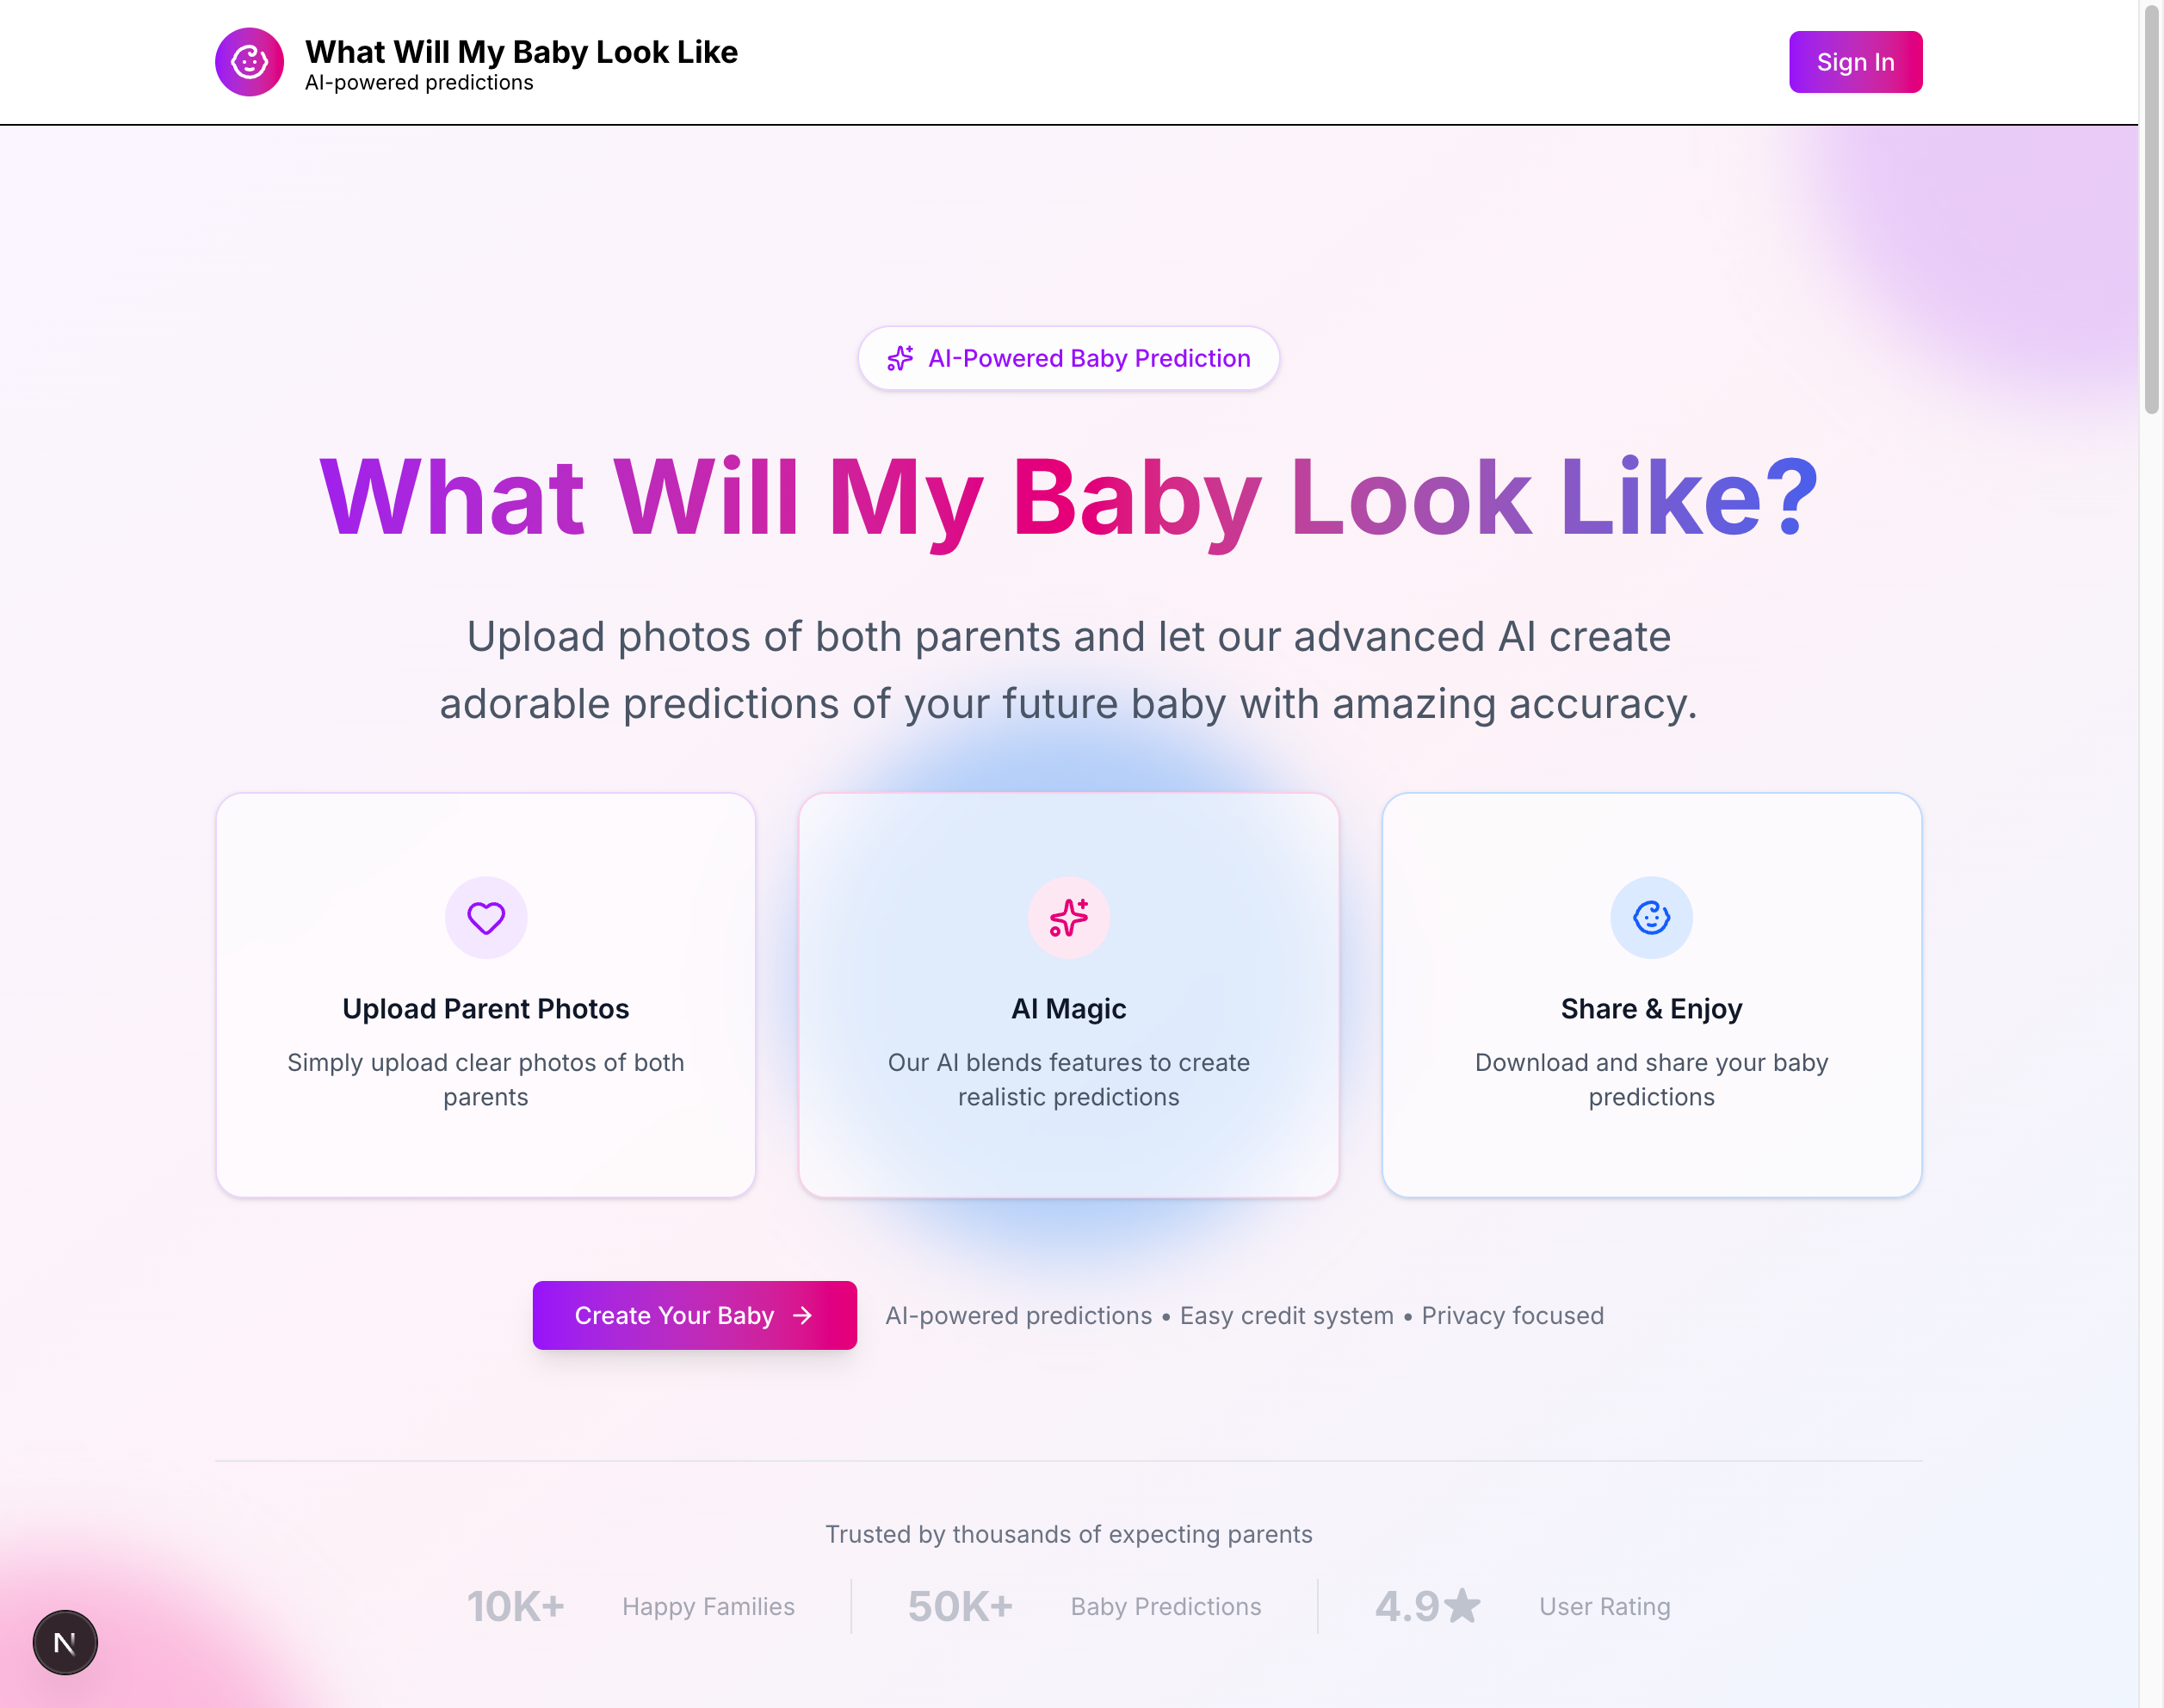 What Will My Baby Look Like
AI-powered predictions
Sign In
AI-Powered Baby Prediction
What Will My Baby Look Like?
Upload photos of both parents and let our advanced AI create
adorable predictions of your future baby with amazing accuracy.
Upload Parent Photos
Simply upload clear photos of both
parents
AI Magic
Our AI blends features to create
realistic predictions
Share & Enjoy
Download and share your baby
predictions
Create Your Baby →
AI-powered predictions • Easy credit system • Privacy focused
Trusted by thousands of expecting parents
10K+ Happy Families
50K+ Baby Predictions
4.9★ User Rating
N